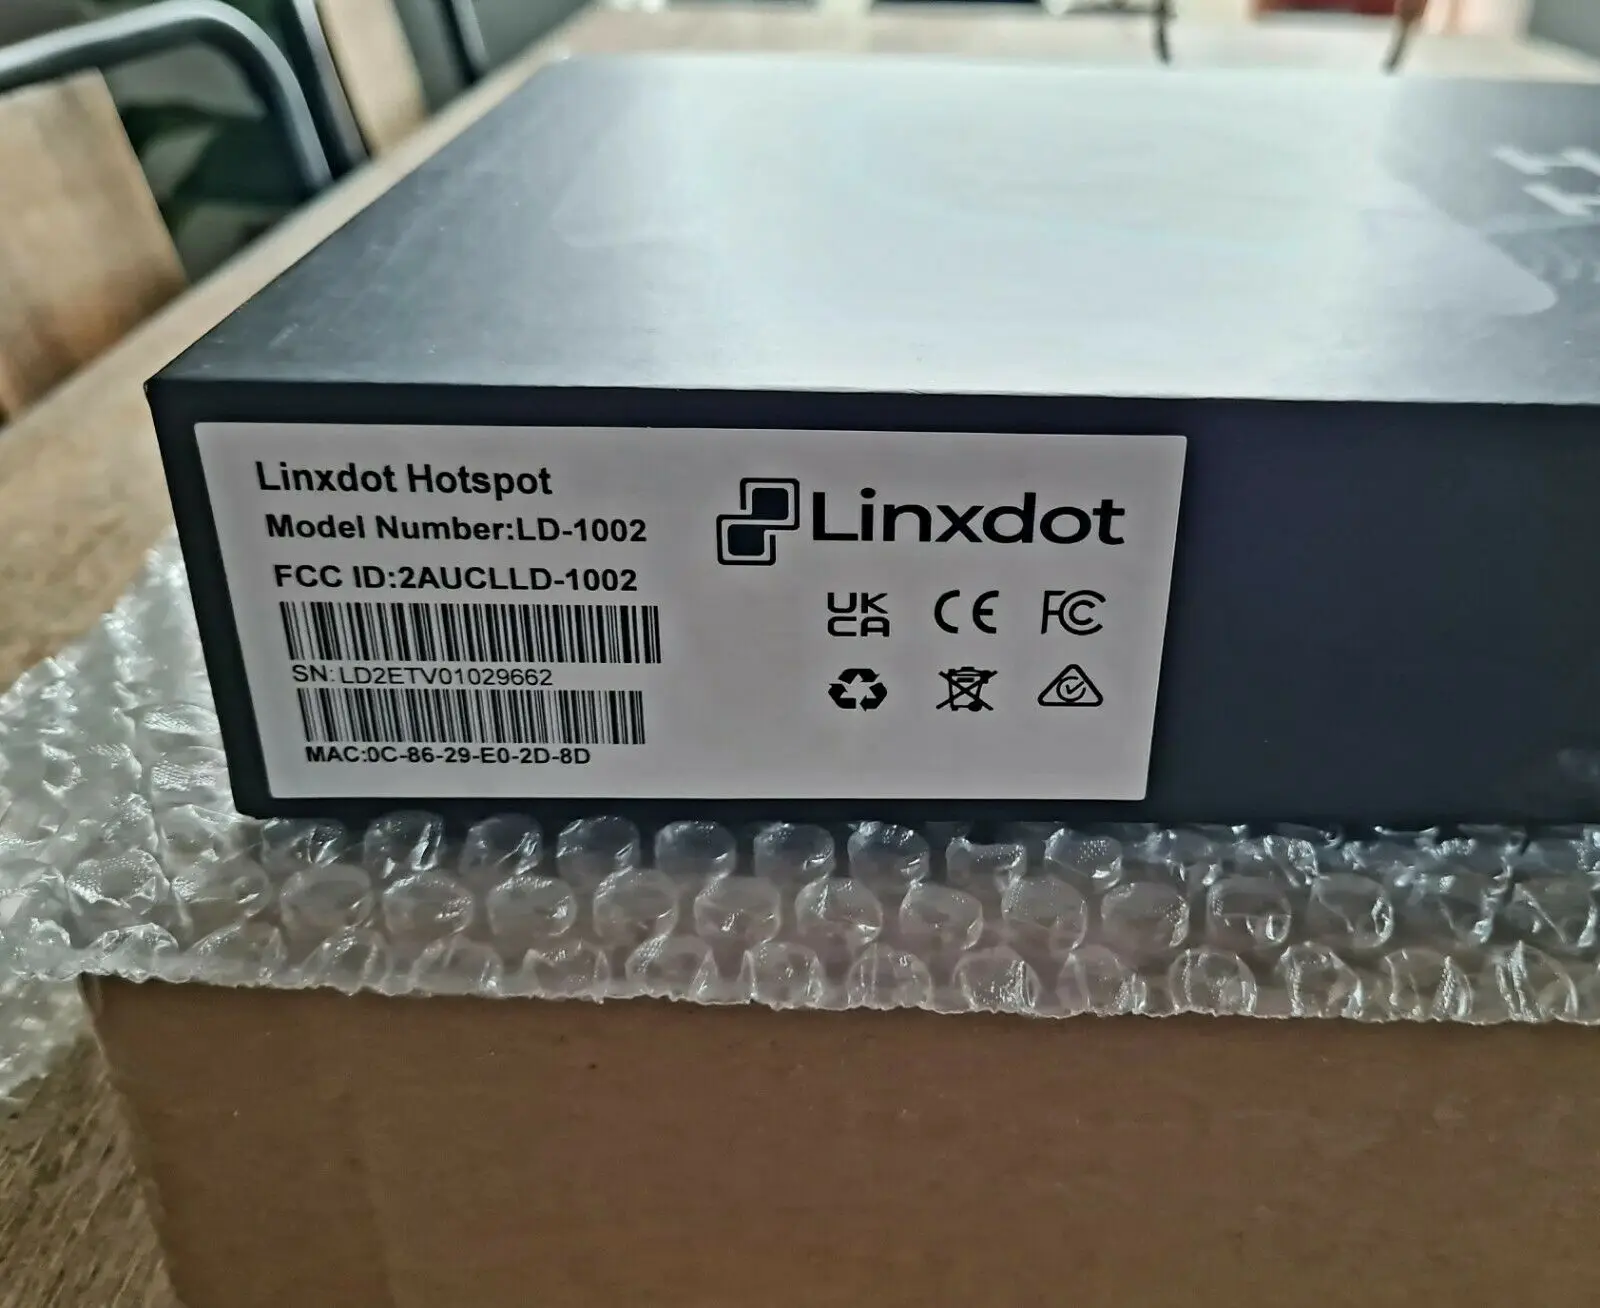 Linxdot Hotspot
Model Number:LD-1002
FCC ID:2AUCLLD-1002
SN:LD2ETV01029662
MAC:0C-86-29-E0-2D-8D
Linxdot
UK
CA
CE
FC